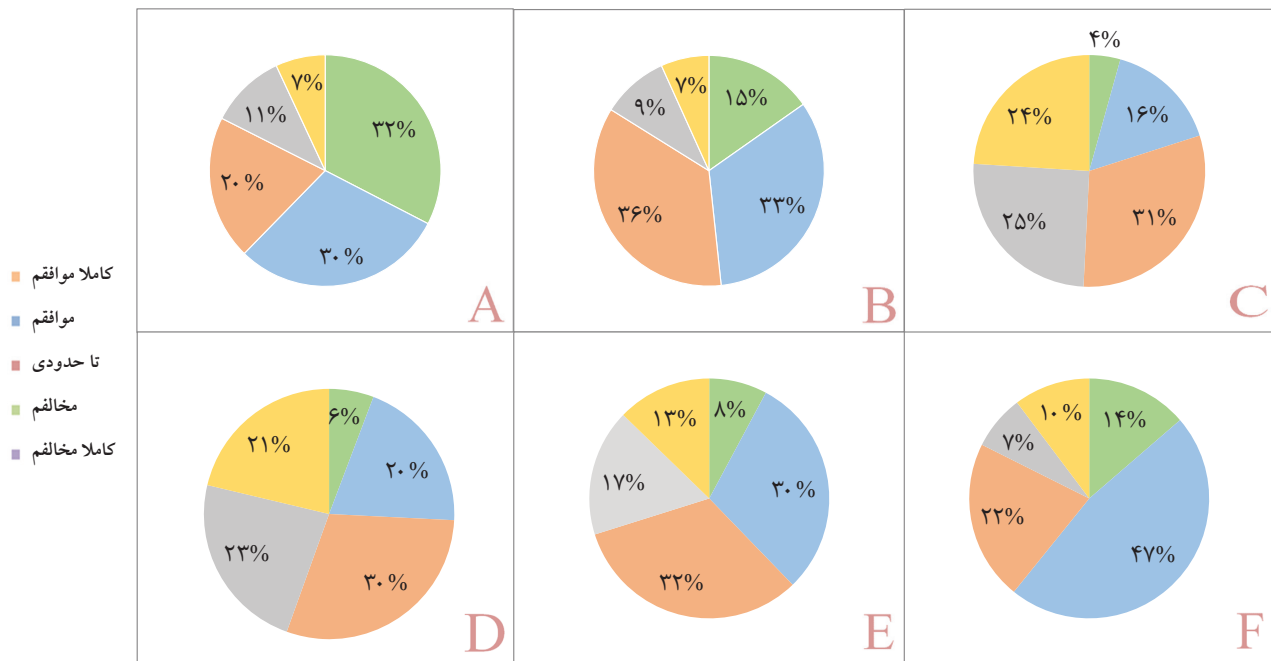 ۷%
۱۱%
۳۲%
۲۰%
۳۰%
A
۷%
۹%
۱۵%
۳۶%
۳۳%
B
۴%
۲۴%
۱۶%
۲۵%
۳۱%
C
کاملا موافقم
موافقم
تا حدودی
مخالفم
کاملا مخالفم
۶%
۲۱%
۲۰%
۲۳%
۳۰%
D
۸%
۱۳%
۳۰%
۱۷%
۳۲%
E
۱۰%
۱۴%
۷%
۲۲%
۴۷%
F